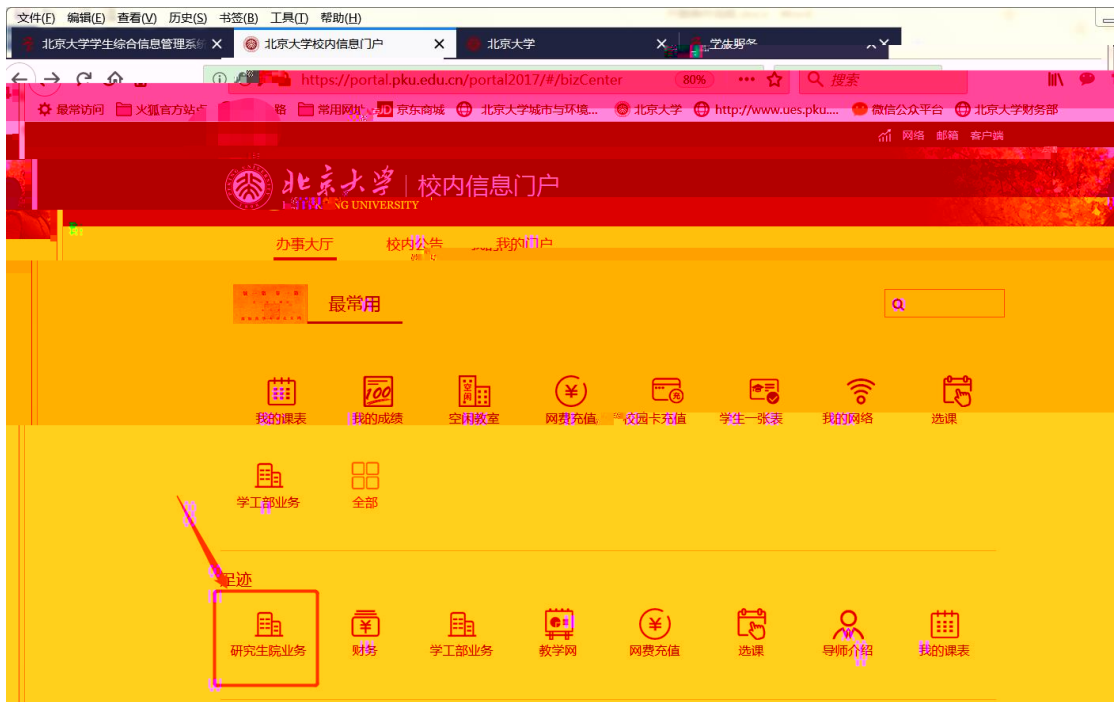 文件(F) 编辑(E) 查看(V) 历史(S) 书签(B) 工具(T) 帮助(H)
北京大学学生综合信息管理系统 北京大学校内信息门户 北京大学 学生服务
https://portal.pku.edu.cn/portal2017/#/bizCenter 80% 搜索
最常访问 火狐官方站点 常用网址 JD 京东商城 北京大学城市与环境... 北京大学 http://www.ues.pku.... 微信公众平台 北京大学财务部
网络 邮箱 客户端
北京大学 校内信息门户
UNIVERSITY
办事大厅 校内公告 我的门户
最常用
我的课表 我的成绩 空闲教室 网费充值 校园卡充值 学生一张表 我的网络 选课
学工部业务 全部
足迹
研究生院业务 财务 学工部业务 教学网 网费充值 选课 导师介绍 我的课表